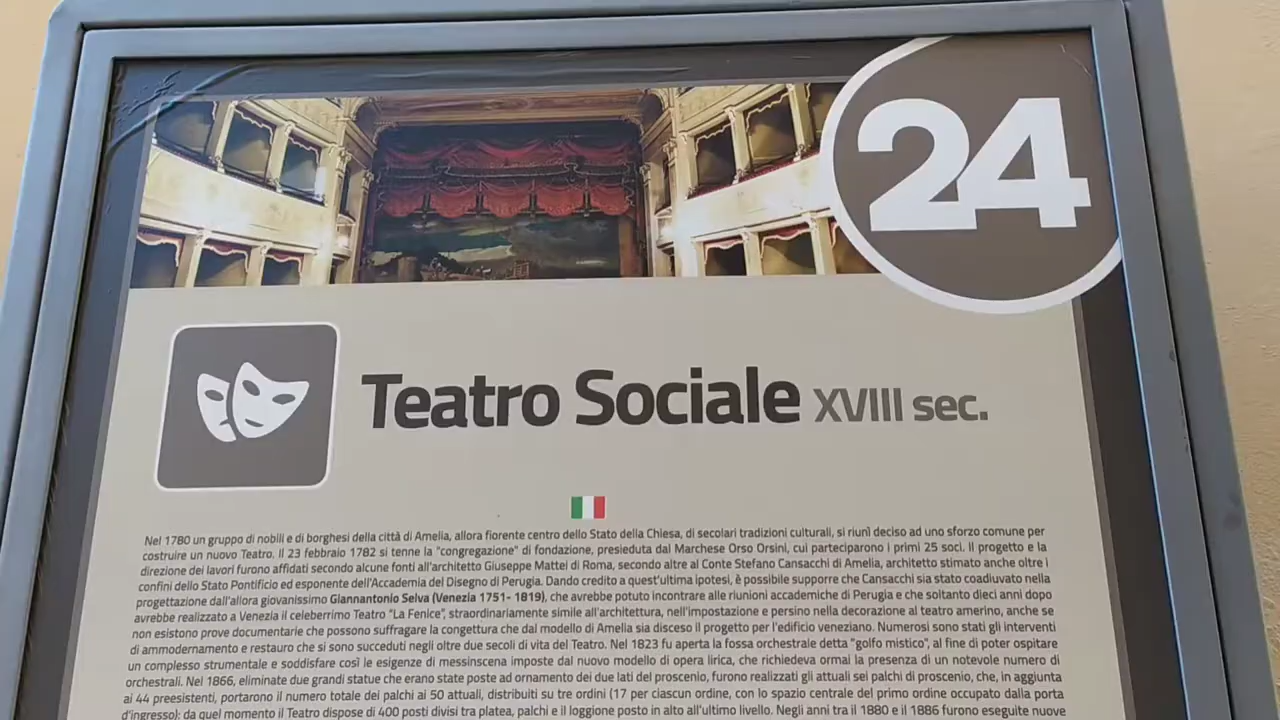 24
Teatro Sociale XVIII sec.
Nel 1780 un gruppo di nobili e di borghesi della città di Amelia, allora fiorente centro dello Stato della Chiesa, di secolari tradizioni culturali, si riunì deciso ad uno sforzo comune per
costruire un nuovo Teatro. Il 23 febbraio 1782 si tenne la "congregazione" di fondazione, presieduta dal Marchese Orso Orsini, cui parteciparono i primi 25 soci. Il progetto e la
direzione dei lavori furono affidati secondo alcune fonti all'architetto Giuseppe Mattei di Roma, secondo altre al Conte Stefano Cansacchi di Amelia, architetto stimato anche oltre i
confini dello Stato Pontificio ed esponente dell'Accademia del Disegno di Perugia. Dando credito a quest'ultima ipotesi, è possibile supporre che Cansacchi sia stato coadiuvato nella
progettazione dall'allora giovanissimo Giannantonio Selva (Venezia 1751- 1819), che avrebbe potuto incontrare alle riunioni accademiche di Perugia e che soltanto dieci anni dopo
avrebbe realizzato a Venezia il celeberrimo Teatro "La Fenice", straordinariamente simile all'architettura, nell'impostazione e persino nella decorazione al teatro amerino, anche se
non esistono prove documentarie che possono suffragare la congettura che dal modello di Amelia sia disceso il progetto per l'edificio veneziano. Numerosi sono stati gli interventi
di ammodernamento e restauro che si sono succeduti negli oltre due secoli di vita del Teatro. Nel 1823 fu aperta la fossa orchestrale detta "golfo mistico", al fine di poter ospitare
un complesso strumentale e soddisfare così le esigenze di messinscena imposte dal nuovo modello di opera lirica, che richiedeva ormai la presenza di un notevole numero di
orchestrali. Nel 1866, eliminate due grandi statue che erano state poste ad ornamento dei due lati del proscenio, furono realizzati gli attuali sei palchi di proscenio, che, in aggiunta
ai 44 preesistenti, portarono il numero totale dei palchi ai 50 attuali, distribuiti su tre ordini (17 per ciascun ordine, con lo spazio centrale del primo ordine occupato dalla porta
d'ingresso); da quel momento il Teatro dispone di 400 posti divisi tra platea, palchi e il loggione posto in alto all'ultimo livello. Negli anni tra il 1880 e il 1886 furono eseguite nuove